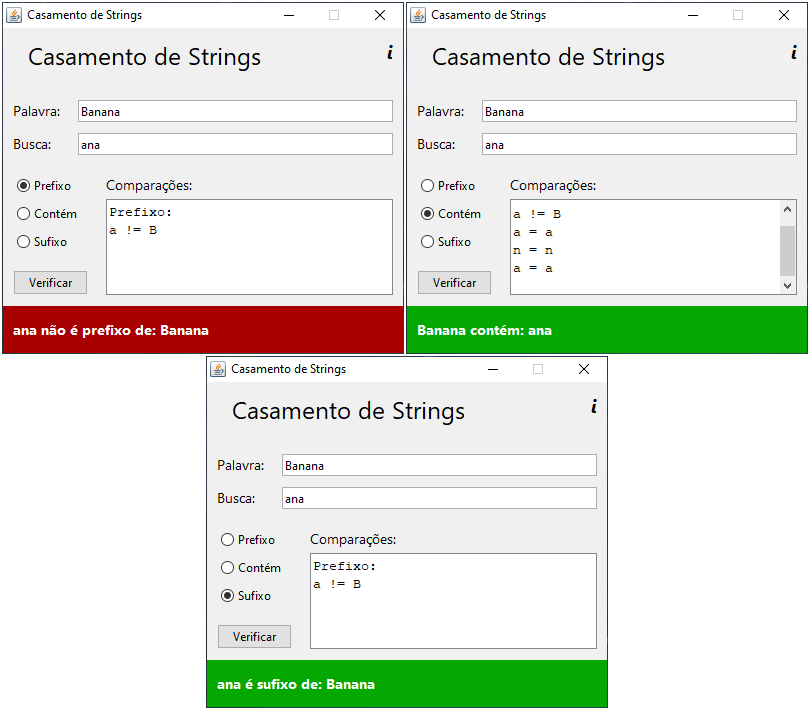 Casamento de Strings
Casamento de Strings
i
Palavra: Banana
Busca: ana
Prefixo
Contém
Sufixo
Comparações:
Prefixo:
a != B
Verificar
ana não é prefixo de: Banana
Casamento de Strings
Casamento de Strings
i
Palavra: Banana
Busca: ana
Prefixo
Contém
Sufixo
Comparações:
a != B
a = a
n = n
a = a
Verificar
Banana contém: ana
Casamento de Strings
Casamento de Strings
i
Palavra: Banana
Busca: ana
Prefixo
Contém
Sufixo
Comparações:
Prefixo:
a != B
Verificar
ana é sufixo de: Banana